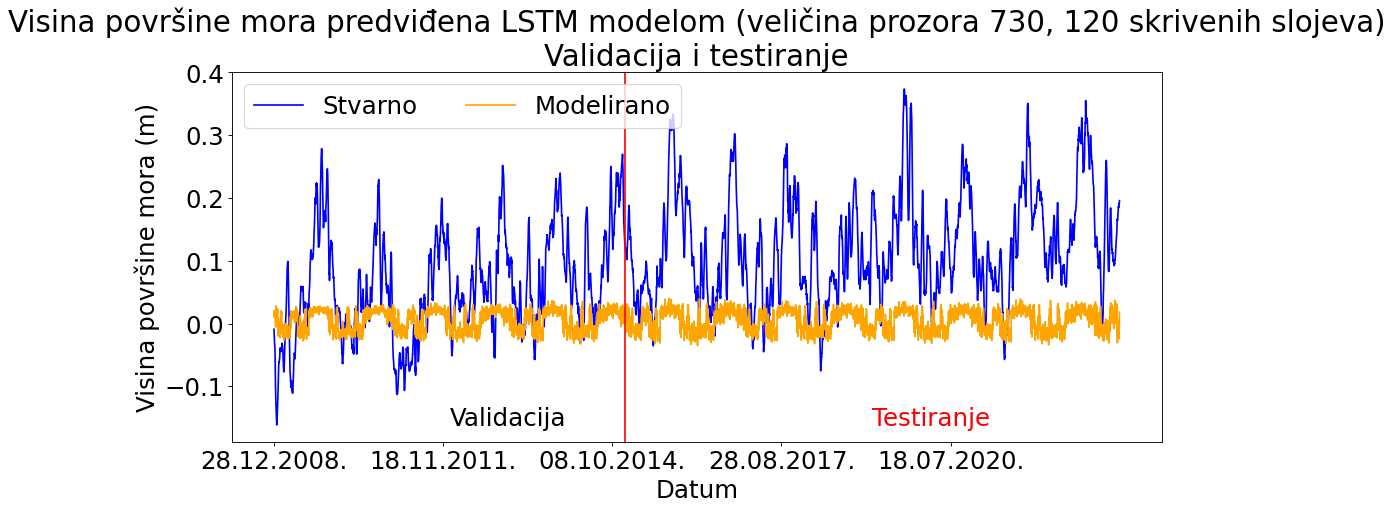 Visina površine mora predviđena LSTM modelom (veličina prozora 730, 120 skrivenih slojeva)
Validacija i testiranje
Stvarno
Modelirano
Visina površine mora (m)
0.4
0.3
0.2
0.1
0.0
−0.1
Validacija
Testiranje
28.12.2008.
18.11.2011.
08.10.2014.
28.08.2017.
18.07.2020.
Datum